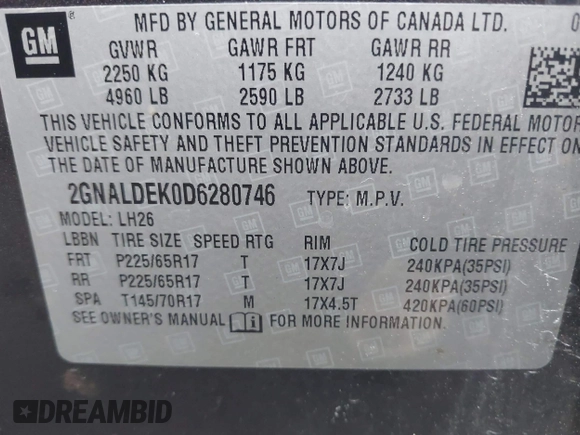 GM
MFD BY GENERAL MOTORS OF CANADA LTD. 0
GVWR GAWR FRT GAWR RR
2250 KG 1175 KG 1240 KG
4960 LB 2590 LB 2733 LB
THIS VEHICLE CONFORMS TO ALL APPLICABLE U.S. FEDERAL MOTOR
VEHICLE SAFETY AND THEFT PREVENTION STANDARDS IN EFFECT ON
THE DATE OF MANUFACTURE SHOWN ABOVE.
2GNALDEK0D6280746 TYPE: M.P.V.
MODEL: LH26
LBBN TIRE SIZE SPEED RTG RIM COLD TIRE PRESSURE
FRT P225/65R17 T 17X7J 240KPA(35PSI)
RR P225/65R17 T 17X7J 240KPA(35PSI)
SPA T145/70R17 M 17X4.5T 420KPA(60PSI)
SEE OWNER'S MANUAL i FOR MORE INFORMATION.
DREAMBID